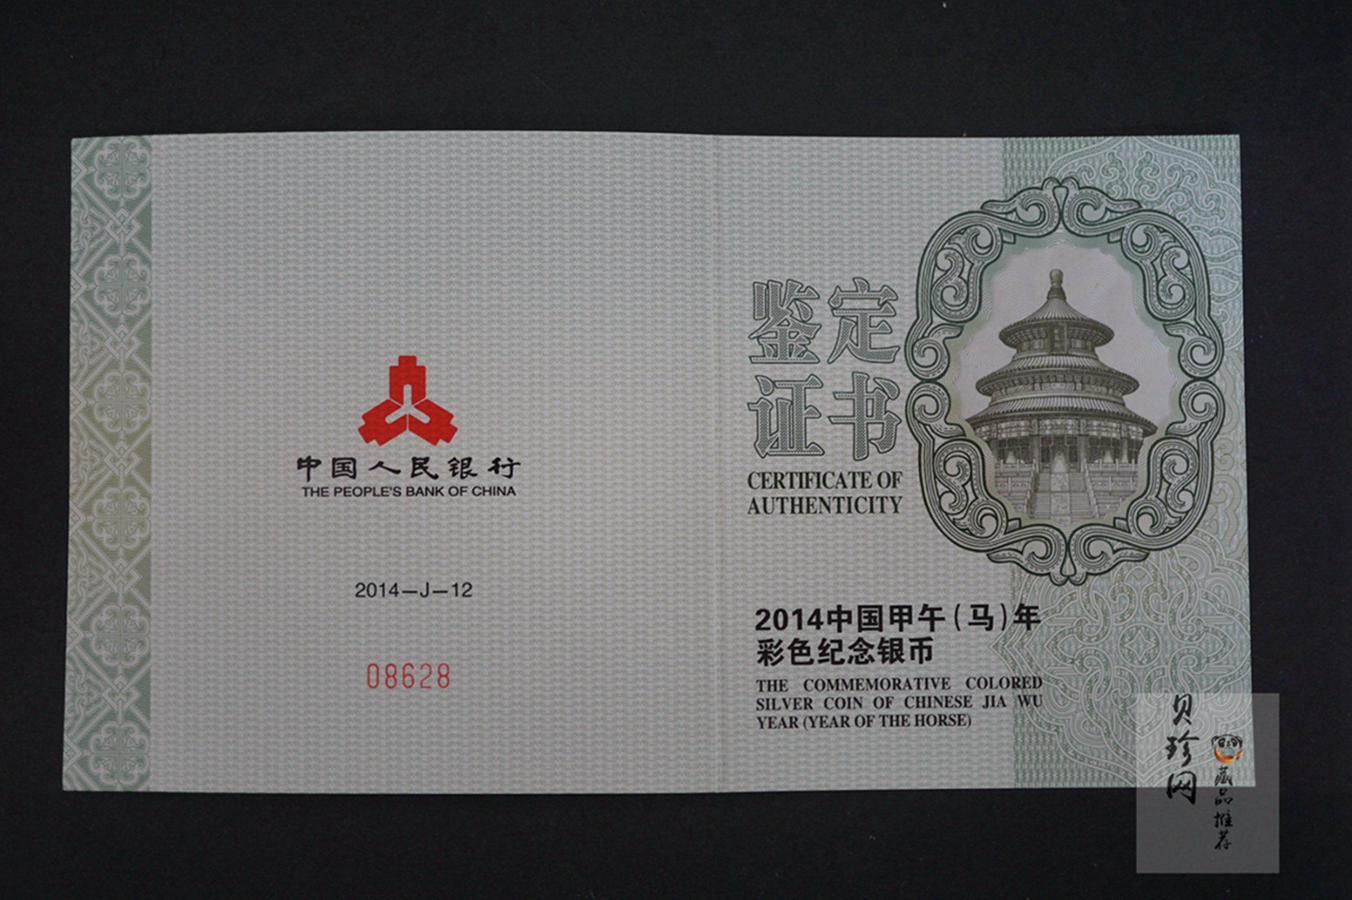 中国人民银行
THE PEOPLE'S BANK OF CHINA
2014—J—12
08628
鉴定
证书
CERTIFICATE OF
AUTHENTICITY
2014中国甲午(马)年
彩色纪念银币
THE COMMEMORATIVE COLORED
SILVER COIN OF CHINESE JIA WU
YEAR (YEAR OF THE HORSE)
贝珍网
藏品推荐